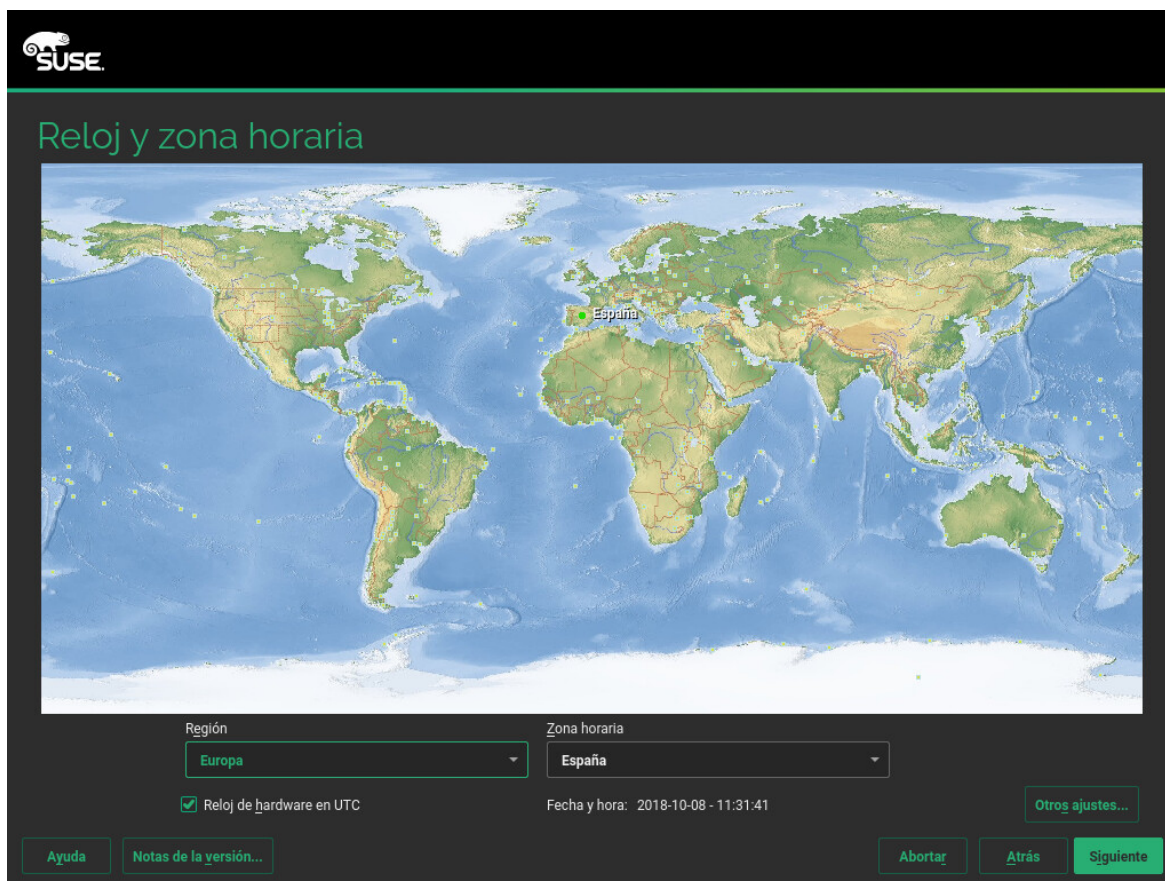 SUSE.
Reloj y zona horaria
España
Región
Zona horaria
Europa
España
Reloj de hardware en UTC
Fecha y hora: 2018-10-08 - 11:31:41
Otros ajustes...
Ayuda
Notas de la versión...
Abortar
Atrás
Siguiente